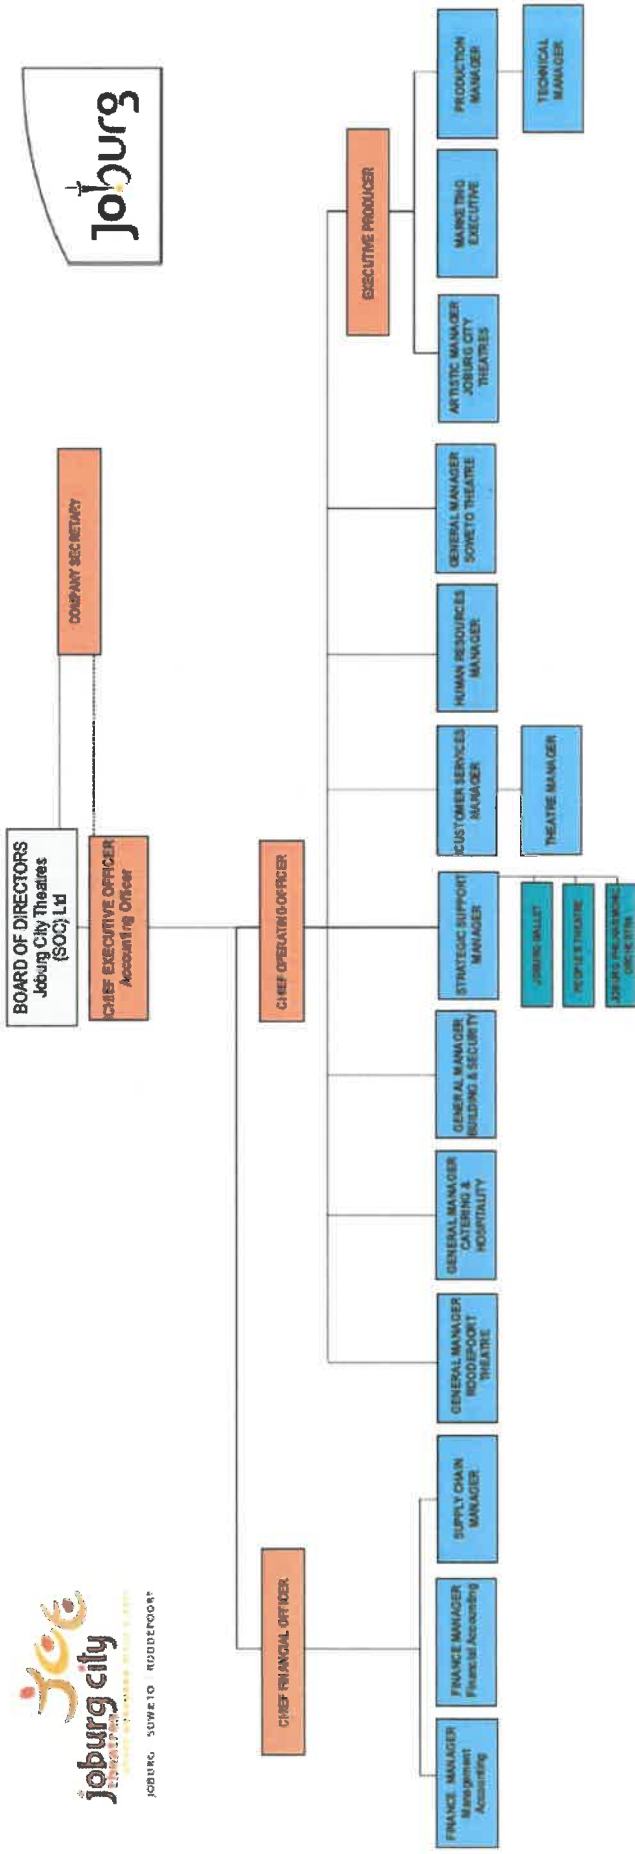 joburg city
JOBURG SOWETO ROODEPOORT
Joburg
BOARD OF DIRECTORS
Joburg City Theatres
(SOC) Ltd
COMPANY SECRETARY
CHIEF EXECUTIVE OFFICER
Accounting Officer
CHIEF FINANCIAL OFFICER
CHIEF OPERATING OFFICER
EXECUTIVE PRODUCER
FINANCE MANAGER
Management
Accounting
FINANCE MANAGER
Financial Accounting
SUPPLY CHAIN
MANAGER
GENERAL MANAGER
ROODEPOORT
THEATRE
GENERAL MANAGER
CATERING &
HOSPITALITY
GENERAL MANAGER
BUILDING & SECURITY
STRATEGIC SUPPORT
MANAGER
CUSTOMER SERVICES
MANAGER
HUMAN RESOURCES
MANAGER
GENERAL MANAGER
SOWETO THEATRE
ARTISTIC MANAGER
JOBURG CITY
THEATRES
MARKETING
EXECUTIVE
PRODUCTION
MANAGER
JOBURG BALLET
PEOPLE'S THEATRE
JOBURG PHILHARMONIC
ORCHESTRA
THEATRE MANAGER
TECHNICAL
MANAGER